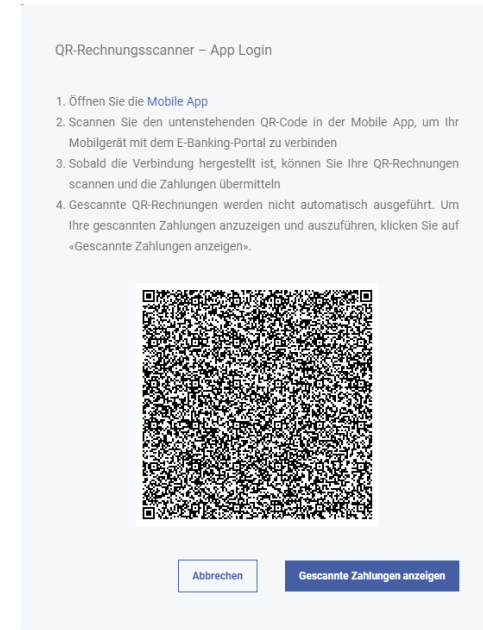 QR-Rechnungsscanner – App Login
1. Öffnen Sie die Mobile App
2. Scannen Sie den untenstehenden QR-Code in der Mobile App, um Ihr
Mobilgerät mit dem E-Banking-Portal zu verbinden
3. Sobald die Verbindung hergestellt ist, können Sie Ihre QR-Rechnungen
scannen und die Zahlungen übermitteln
4. Gescannte QR-Rechnungen werden nicht automatisch ausgeführt. Um
Ihre gescannten Zahlungen anzuzeigen und auszuführen, klicken Sie auf
«Gescannte Zahlungen anzeigen».
Abbrechen
Gescannte Zahlungen anzeigen